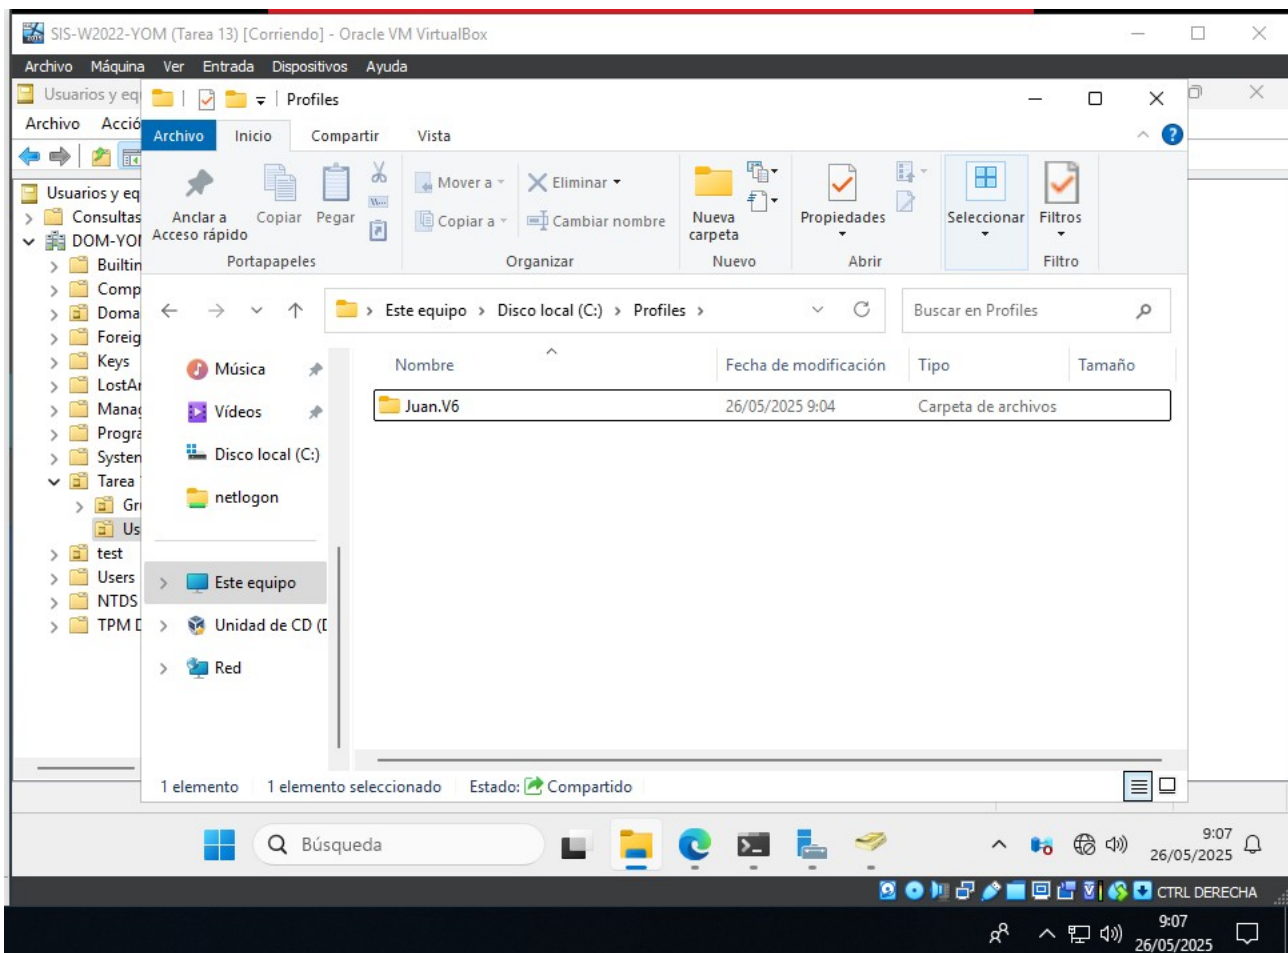 SIS-W2022-YOM (Tarea 13) [Corriendo] - Oracle VM VirtualBox
Archivo Máquina Ver Entrada Dispositivos Ayuda
Usuarios y eq
Profiles
Archivo Acció
Archivo Inicio Compartir Vista
Usuarios y eq
Consultas
DOM-YO
Builtin
Comp
Doma
Foreig
Keys
LostA
Mana
Progra
System
Tarea
Gr
Us
test
Users
NTDS
TPM D
Anclar a
Acceso rápido
Copiar
Pegar
Portapapeles
Mover a
Copiar a
Eliminar
Cambiar nombre
Organizar
Nueva
carpeta
Nuevo
Propiedades
Abrir
Seleccionar
Filtros
Filtro
Este equipo > Disco local (C:) > Profiles >
Buscar en Profiles
Música
Vídeos
Disco local (C:)
netlogon
Este equipo
Unidad de CD (D
Red
Nombre Fecha de modificación Tipo Tamaño
Juan.V6 26/05/2025 9:04 Carpeta de archivos
1 elemento 1 elemento seleccionado Estado: Compartido
Búsqueda
9:07
26/05/2025
CTRL DERECHA
9:07
26/05/2025